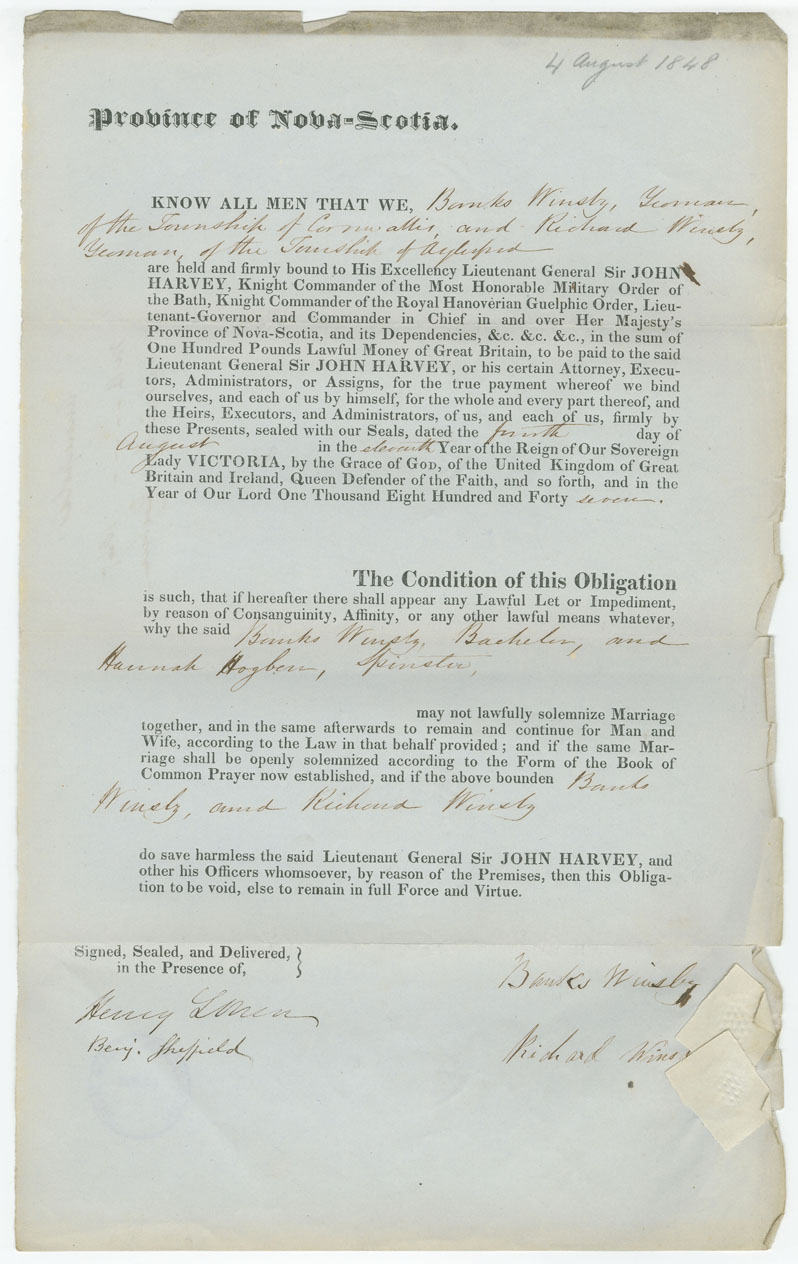 4 August 1848
Province of Nova-Scotia.
KNOW ALL MEN THAT WE, Banks Winsby, Yeoman,
of the Township of Cornwallis, and Richard Winsby,
Yeoman, of the Township of Aylesford
are held and firmly bound to His Excellency Lieutenant General Sir JOHN
HARVEY, Knight Commander of the Most Honorable Military Order of
the Bath, Knight Commander of the Royal Hanoverian Guelphic Order, Lieu-
tenant-Governor and Commander in Chief in and over Her Majesty's
Province of Nova-Scotia, and its Dependencies, &c. &c. &c., in the sum of
One Hundred Pounds Lawful Money of Great Britain, to be paid to the said
Lieutenant General Sir JOHN HARVEY, or his certain Attorney, Execu-
tors, Administrators, or Assigns, for the true payment whereof we bind
ourselves, and each of us by himself, for the whole and every part thereof, and
the Heirs, Executors, and Administrators, of us, and each of us, firmly by
these Presents, sealed with our Seals, dated the fourth day of
August in the eleventh Year of the Reign of Our Sovereign
Lady VICTORIA, by the Grace of GOD, of the United Kingdom of Great
Britain and Ireland, Queen Defender of the Faith, and so forth, and in the
Year of Our Lord One Thousand Eight Hundred and Forty seven.
The Condition of this Obligation
is such, that if hereafter there shall appear any Lawful Let or Impediment,
by reason of Consanguinity, Affinity, or any other lawful means whatever,
why the said Banks Winsby, Bachelor, and
Hannah Hogben, Spinster,
may not lawfully solemnize Marriage
together, and in the same afterwards to remain and continue for Man and
Wife, according to the Law in that behalf provided; and if the same Mar-
riage shall be openly solemnized according to the Form of the Book of
Common Prayer now established, and if the above bounden Banks
Winsby, and Richard Winsby
do save harmless the said Lieutenant General Sir JOHN HARVEY, and
other his Officers whomsoever, by reason of the Premises, then this Obliga-
tion to be void, else to remain in full Force and Virtue.
Signed, Sealed, and Delivered, }
in the Presence of,
Banks Winsby
Henry
Benj. Sheffield
Richard Wins